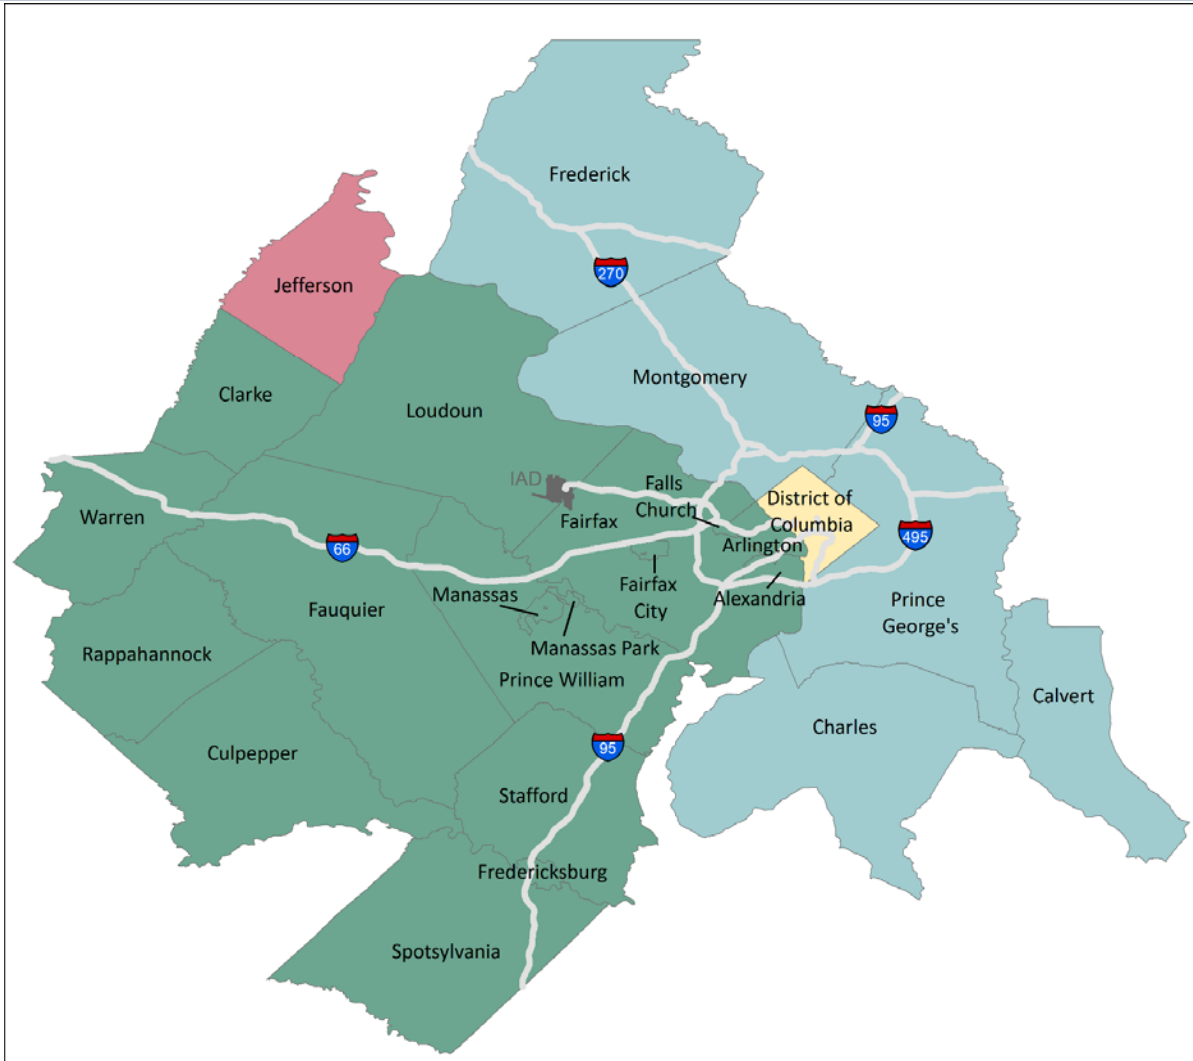 Frederick
270
Jefferson
Montgomery
Clarke
Loudoun
95
IAD
Falls
Church
District of
Columbia
Warren
Fairfax
66
Arlington
495
Fairfax
City
Manassas
Alexandria
Fauquier
Prince
George's
Manassas Park
Rappahannock
Prince William
Calvert
Charles
Culpepper
95
Stafford
Fredericksburg
Spotsylvania